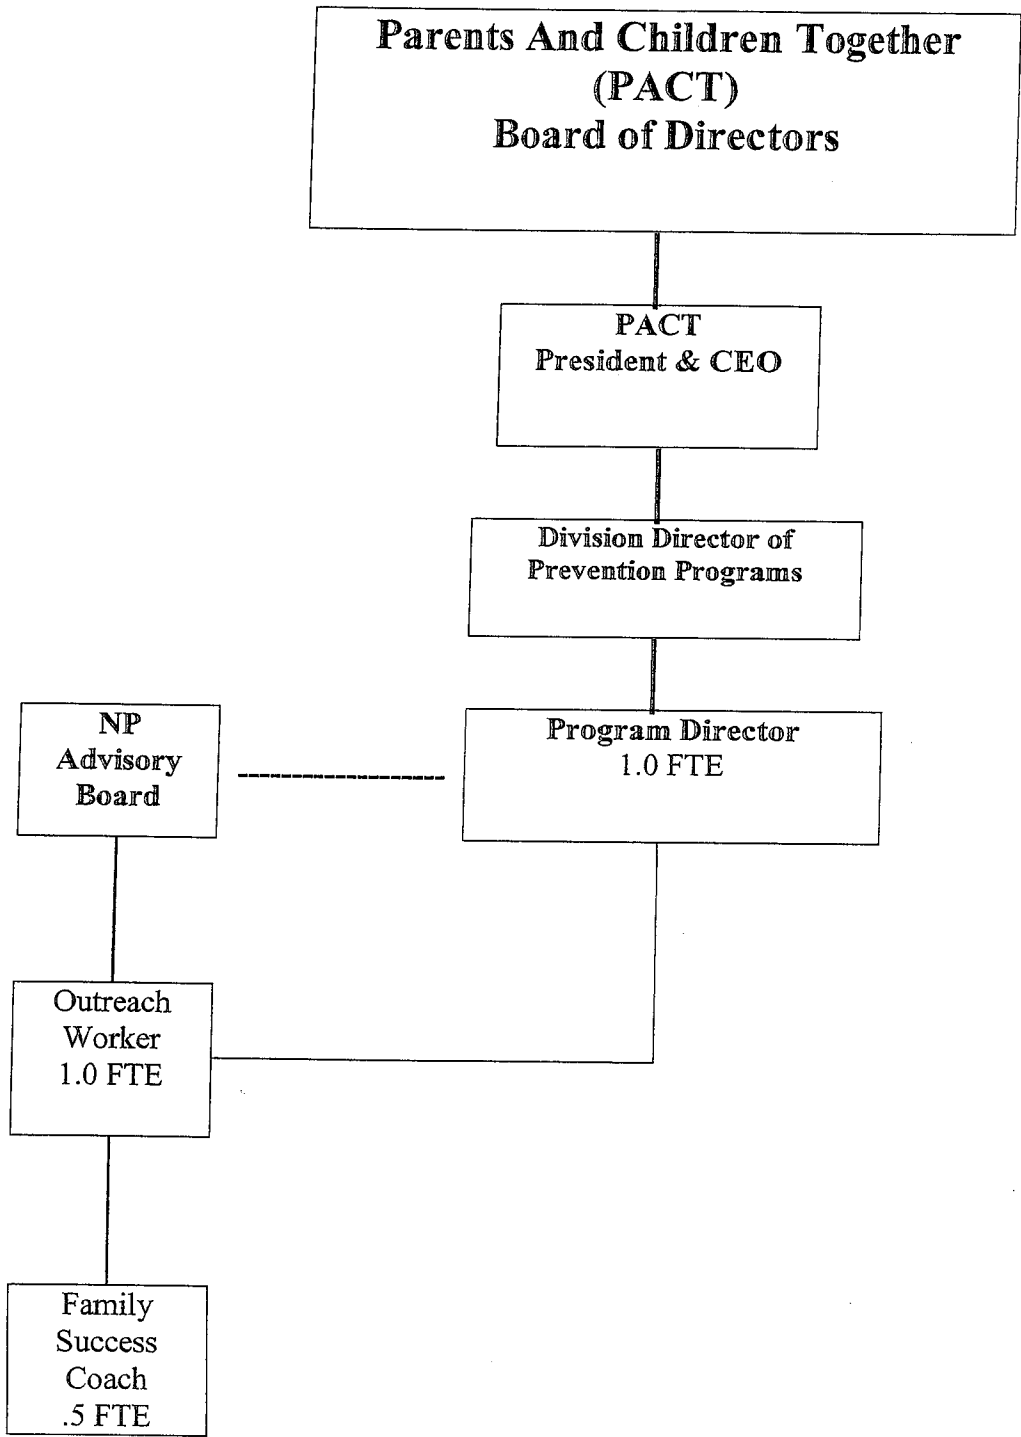 Parents And Children Together
(PACT)
Board of Directors
PACT
President & CEO
Division Director of
Prevention Programs
NP
Advisory
Board
Program Director
1.0 FTE
Outreach
Worker
1.0 FTE
Family
Success
Coach
.5 FTE